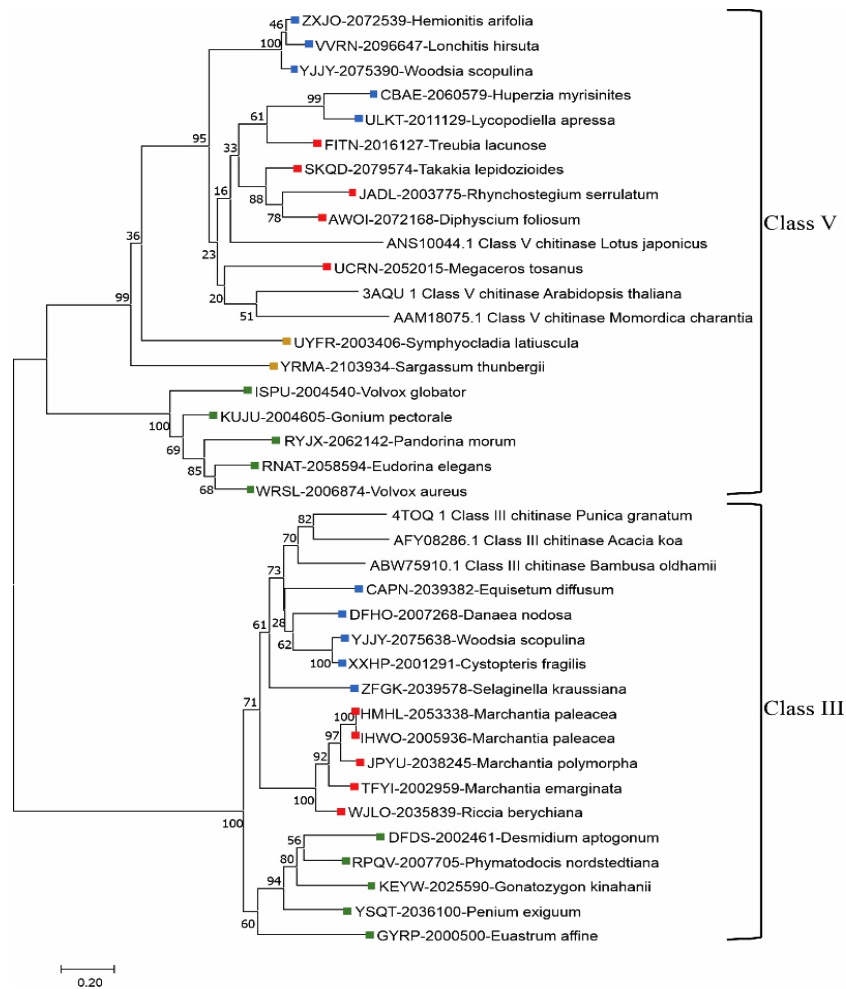 ZXJO-2072539-Hemionitis arifolia
46
VVRN-2096647-Lonchitis hirsuta
100
YJJY-2075390-Woodsia scopulina
CBAE-2060579-Huperzia myrisinites
99
ULKT-2011129-Lycopodiella apressa
61
FITN-2016127-Treubia lacunose
95
33
SKQD-2079574-Takakia lepidozioides
16
JADL-2003775-Rhynchostegium serrulatum
88
AWOI-2072168-Diphyscium foliosum
78
Class V
36
ANS10044.1 Class V chitinase Lotus japonicus
23
UCRN-2052015-Megaceros tosanus
20
3AQU 1 Class V chitinase Arabidopsis thaliana
99
51
AAM18075.1 Class V chitinase Momordica charantia
UYFR-2003406-Symphyocladia latiuscula
YRMA-2103934-Sargassum thunbergii
ISPU-2004540-Volvox globator
KUJU-2004605-Gonium pectorale
100
RYJX-2062142-Pandorina morum
69
RNAT-2058594-Eudorina elegans
85
WRSL-2006874-Volvox aureus
68
4TOQ 1 Class III chitinase Punica granatum
82
AFY08286.1 Class III chitinase Acacia koa
70
ABW75910.1 Class III chitinase Bambusa oldhamii
73
CAPN-2039382-Equisetum diffusum
DFHO-2007268-Danaea nodosa
28
61
YJJY-2075638-Woodsia scopulina
62
XXHP-2001291-Cystopteris fragilis
100
ZFGK-2039578-Selaginella kraussiana
71
Class III
HMHL-2053338-Marchantia paleacea
100
IHWO-2005936-Marchantia paleacea
97
JPYU-2038245-Marchantia polymorpha
92
TFYI-2002959-Marchantia emarginata
100
WJLO-2035839-Riccia berychiana
100
DFDS-2002461-Desmidium aptogonum
56
RPQV-2007705-Phymatodocis nordstedtiana
80
KEYW-2025590-Gonatozygon kinahanii
94
YSQT-2036100-Penium exiguum
60
GYRP-2000500-Euastrum affine
0.20